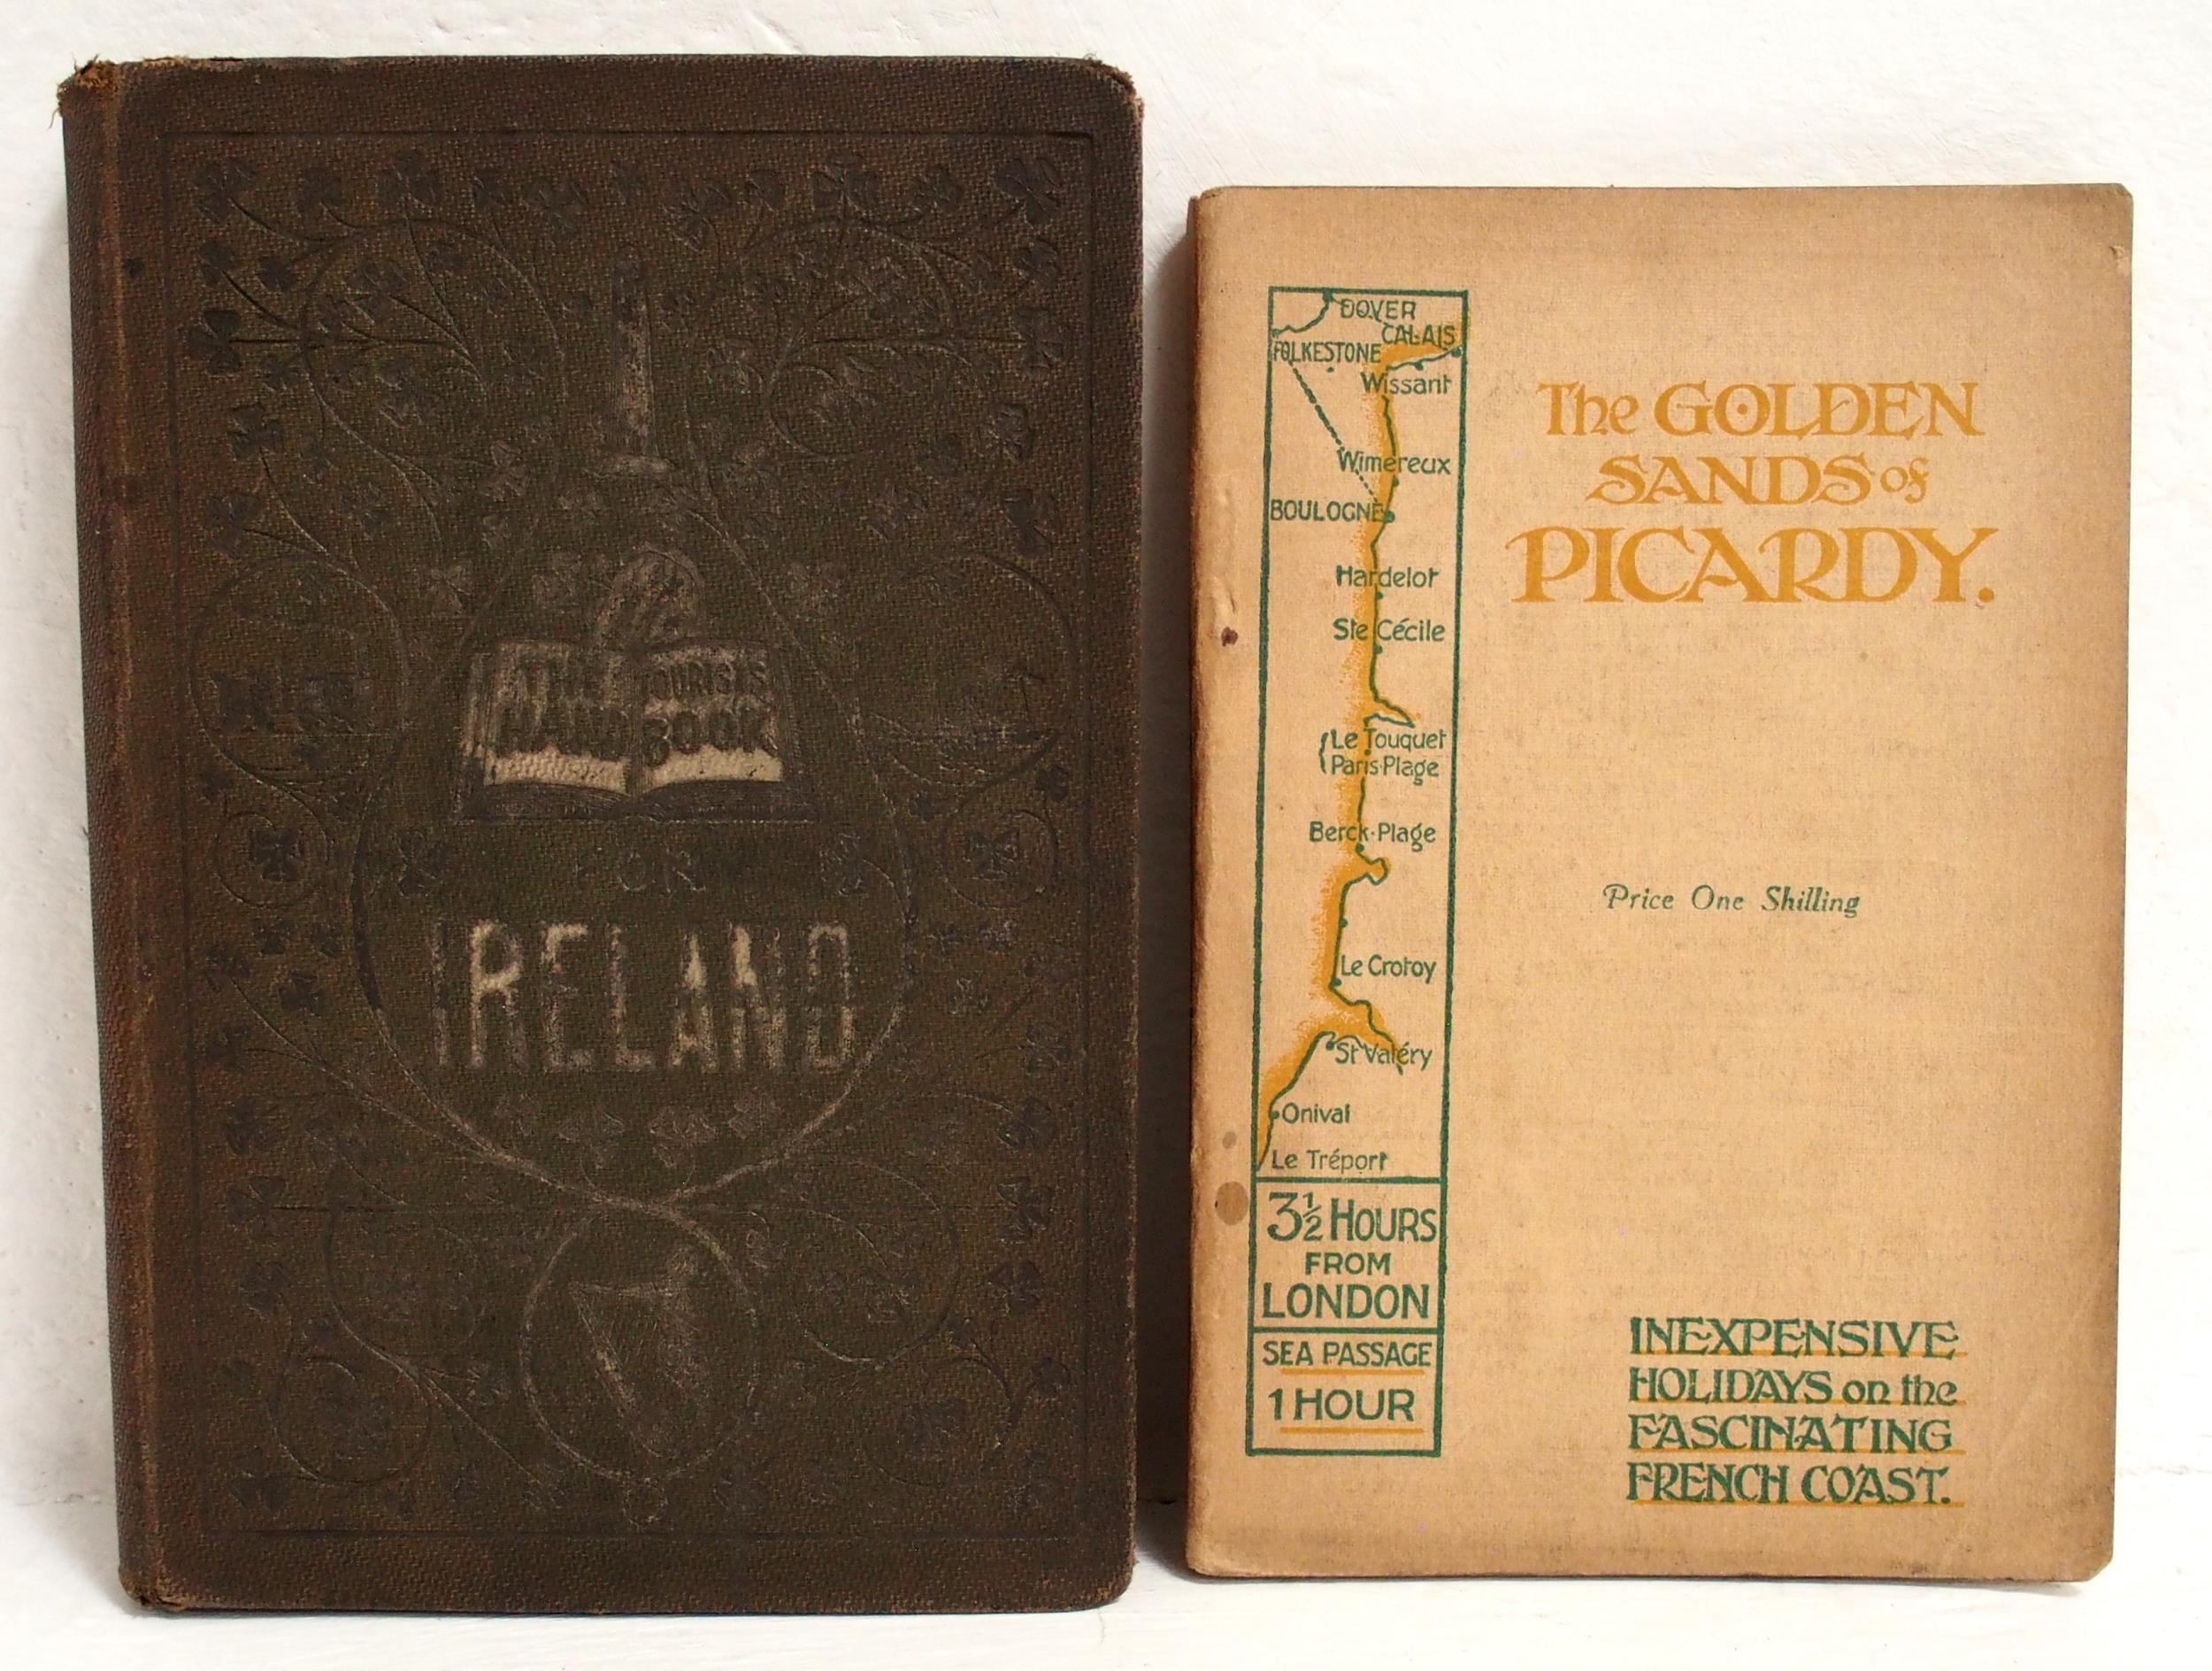 THE TOURISTS
HAND BOOK
FOR
IRELAND
DOVER
CALAIS
FOLKESTONE
Wissant
Wimereux
BOULOGNE
Hardelot
Ste Cécile
Le Touquet
Paris-Plage
Berck-Plage
Le Crotoy
St Valéry
Onival
Le Tréport
3½ HOURS
FROM
LONDON
SEA PASSAGE
1 HOUR
The GOLDEN
SANDS of
PICARDY.
Price One Shilling
INEXPENSIVE
HOLIDAYS on the
FASCINATING
FRENCH COAST.